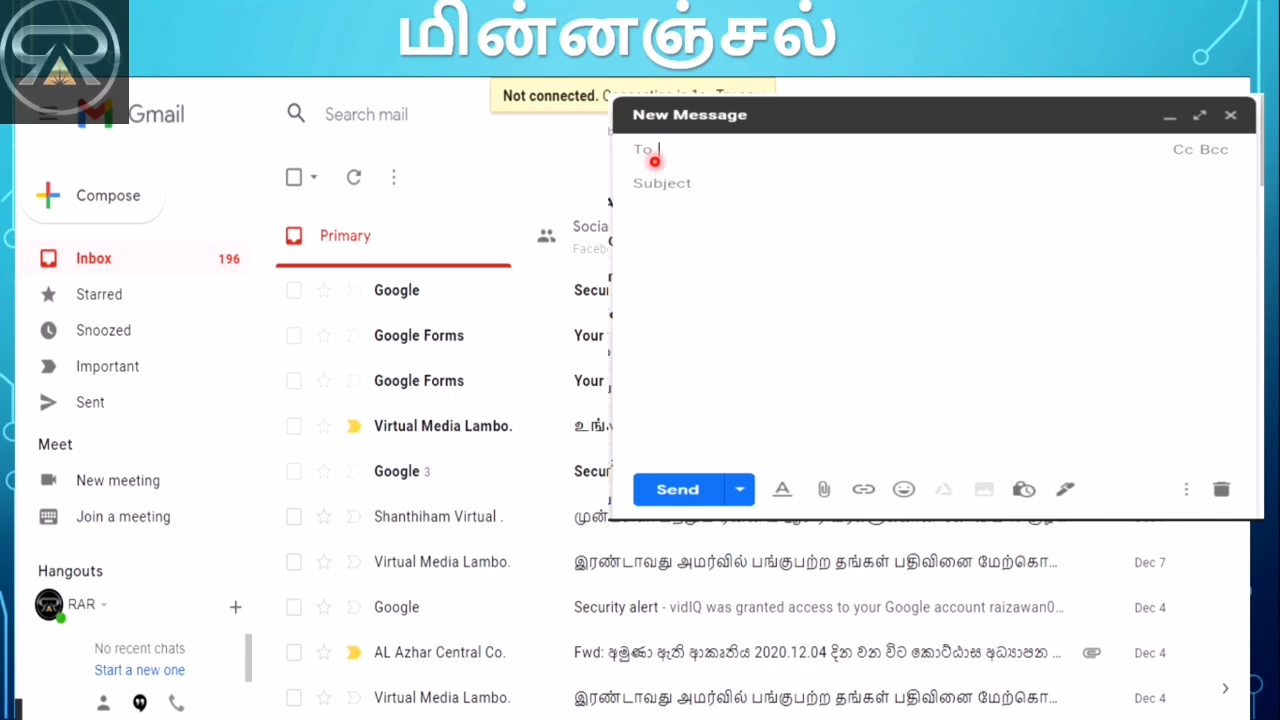 மின்னஞ்சல்
Gmail
Search mail
Not connected.
New Message
To
Cc Bcc
Subject
Compose
Primary
Inbox 196
Google
Starred
Google Forms
Snoozed
Google Forms
Your
Important
Virtual Media Lambo.
Sent
Google 3
Meet
New meeting
Send
Join a meeting
Shanthiham Virtual .
Virtual Media Lambo. இரண்டாவது அமர்வில் பங்குபற்ற தங்கள் பதிவினை மேற்கொ... Dec 7
Hangouts
RAR
Google Security alert - vidIQ was granted access to your Google account raizawan0... Dec 4
No recent chats
Start a new one
AL Azhar Central Co. Fwd: අමුණා ඇති ආකෘතිය 2020.12.04 දින වන විට කොට්ඨාස අධ්‍යාපන ... Dec 4
Virtual Media Lambo. இரண்டாவது அமர்வில் பங்குபற்ற தங்கள் பதிவினை மேற்கொ... Dec 4